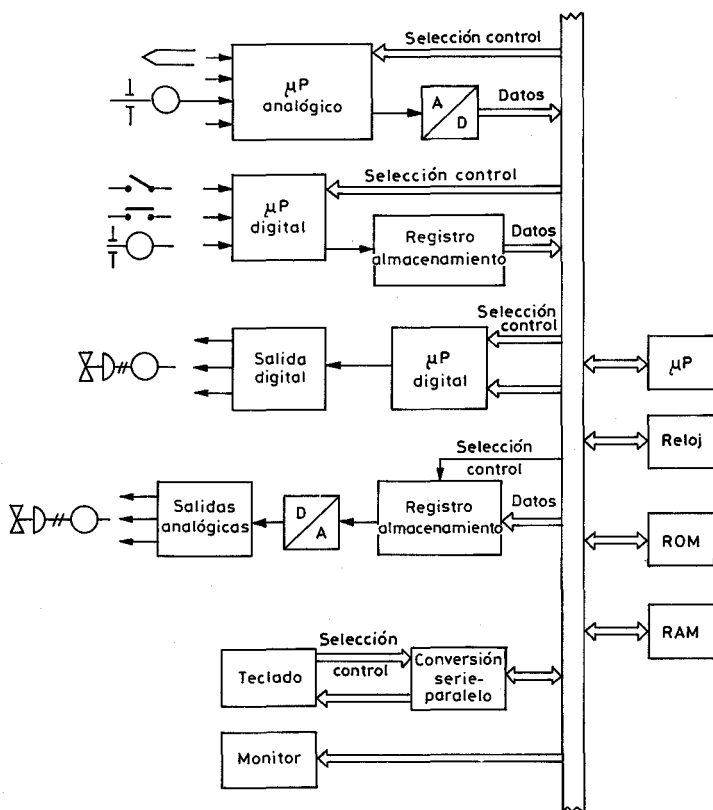 Selección control
μP
analógico
A
D
Datos
Selección control
μP
digital
Registro
almacenamiento
Datos
Selección
control
Salida
digital
μP
digital
μP
Reloj
Selección
control
Salidas
analógicas
D
A
Registro
almacenamiento
Datos
ROM
RAM
Selección
control
Teclado
Conversión
serie-
paralelo
Monitor